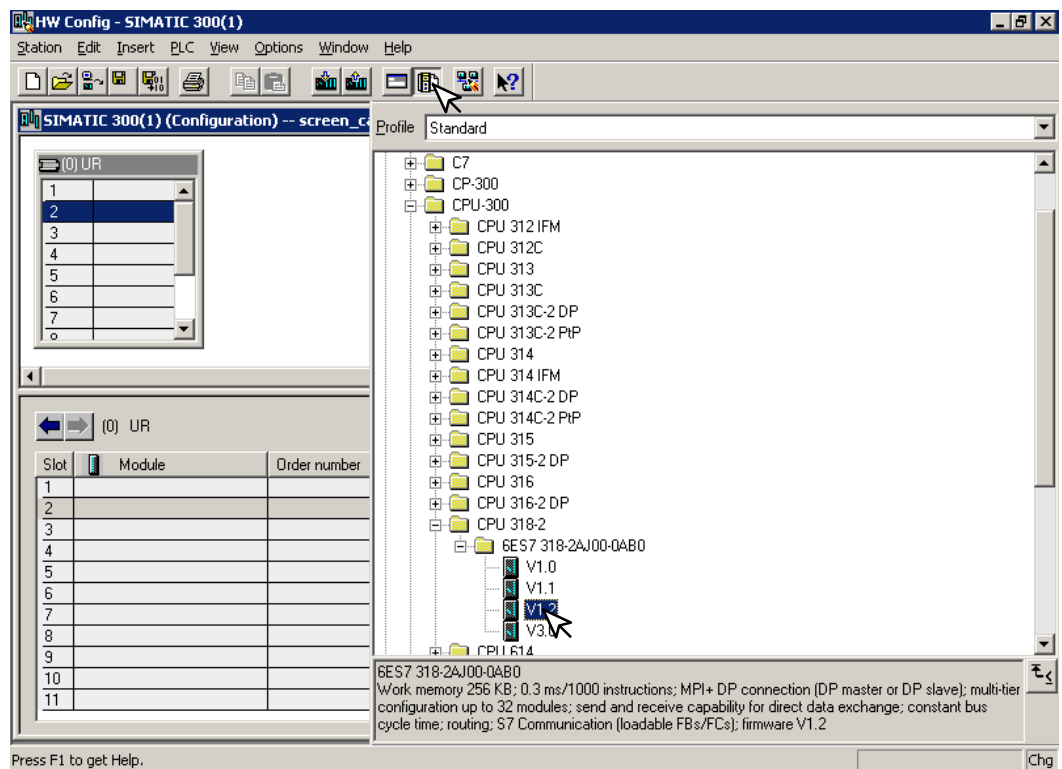 HW Config - SIMATIC 300(1)
Station Edit Insert PLC View Options Window Help
SIMATIC 300(1) (Configuration) -- screen_ca
(0) UR
1
2
3
4
5
6
7
8
Profile Standard
C7
CP-300
CPU-300
CPU 312 IFM
CPU 312C
CPU 313
CPU 313C
CPU 313C-2 DP
CPU 313C-2 PtP
CPU 314
CPU 314 IFM
CPU 314C-2 DP
CPU 314C-2 PtP
CPU 315
CPU 315-2 DP
CPU 316
CPU 316-2 DP
CPU 318-2
6ES7 318-2AJ00-0AB0
V1.0
V1.1
V1.2
V3.0
CPU 614
(0) UR
Slot Module Order number
1
2
3
4
5
6
7
8
9
10
11
6ES7 318-2AJ00-0AB0
Work memory 256 KB; 0.3 ms/1000 instructions; MPI+ DP connection (DP master or DP slave); multi-tier
configuration up to 32 modules; send and receive capability for direct data exchange; constant bus
cycle time; routing; S7 Communication (loadable FBs/FCs); firmware V1.2
Press F1 to get Help.
Chg